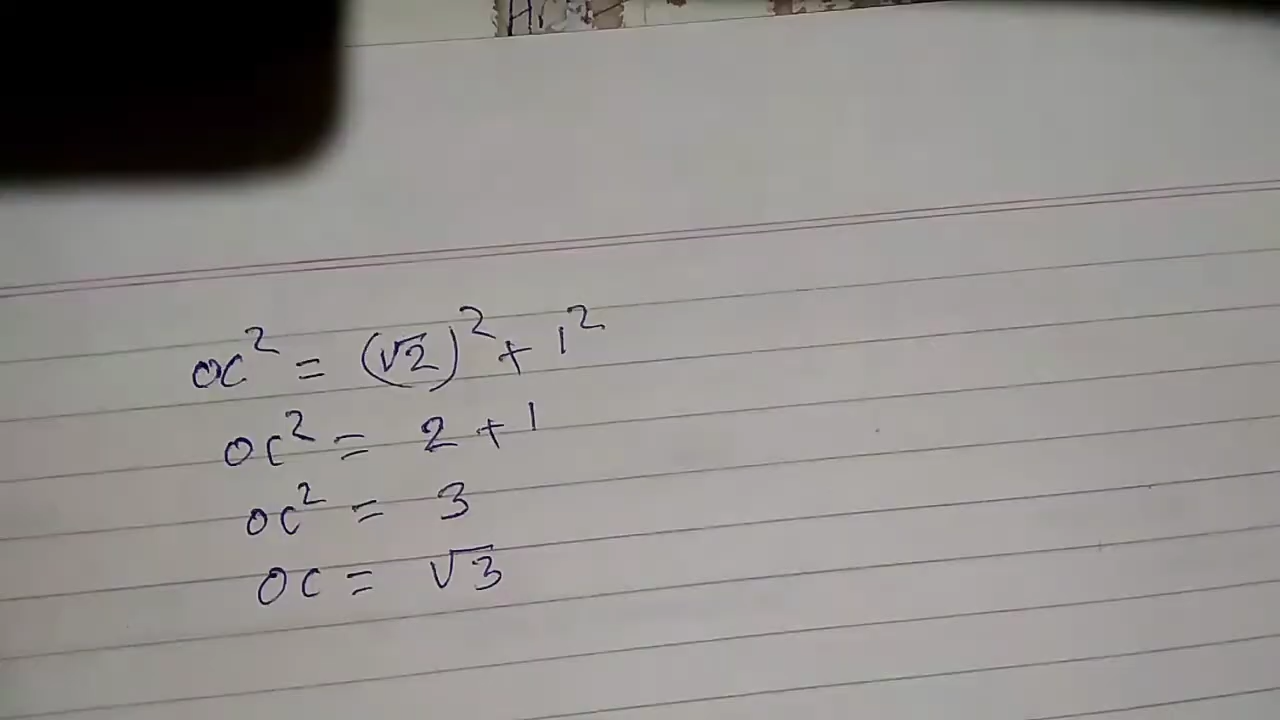 OC² = (√2)² + 1²
OC² = 2 + 1
OC² = 3
OC = √3